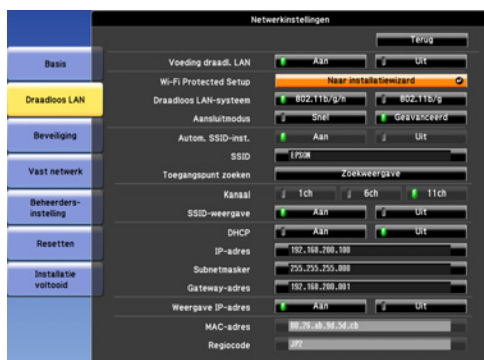 Netwerkinstellingen
Terug
Basis
Draadloos LAN
Beveiliging
Vast netwerk
Beheerders-
instelling
Resetten
Installatie
voltooid
Voeding draadl. LAN Aan Uit
Wi-Fi Protected Setup Naar installatiewizard
Draadloos LAN-systeem 802.11b/g/n 802.11b/g
Aansluitmodus Snel Geavanceerd
Autom. SSID-inst. Aan Uit
SSID EPSON
Toegangspunt zoeken Zoekweergave
Kanaal 1ch 6ch 11ch
SSID-weergave Aan Uit
DHCP Aan Uit
IP-adres 192.168.200.100
Subnetmasker 255.255.255.000
Gateway-adres 192.168.200.001
Weergave IP-adres Aan Uit
MAC-adres
Regiocode JP2